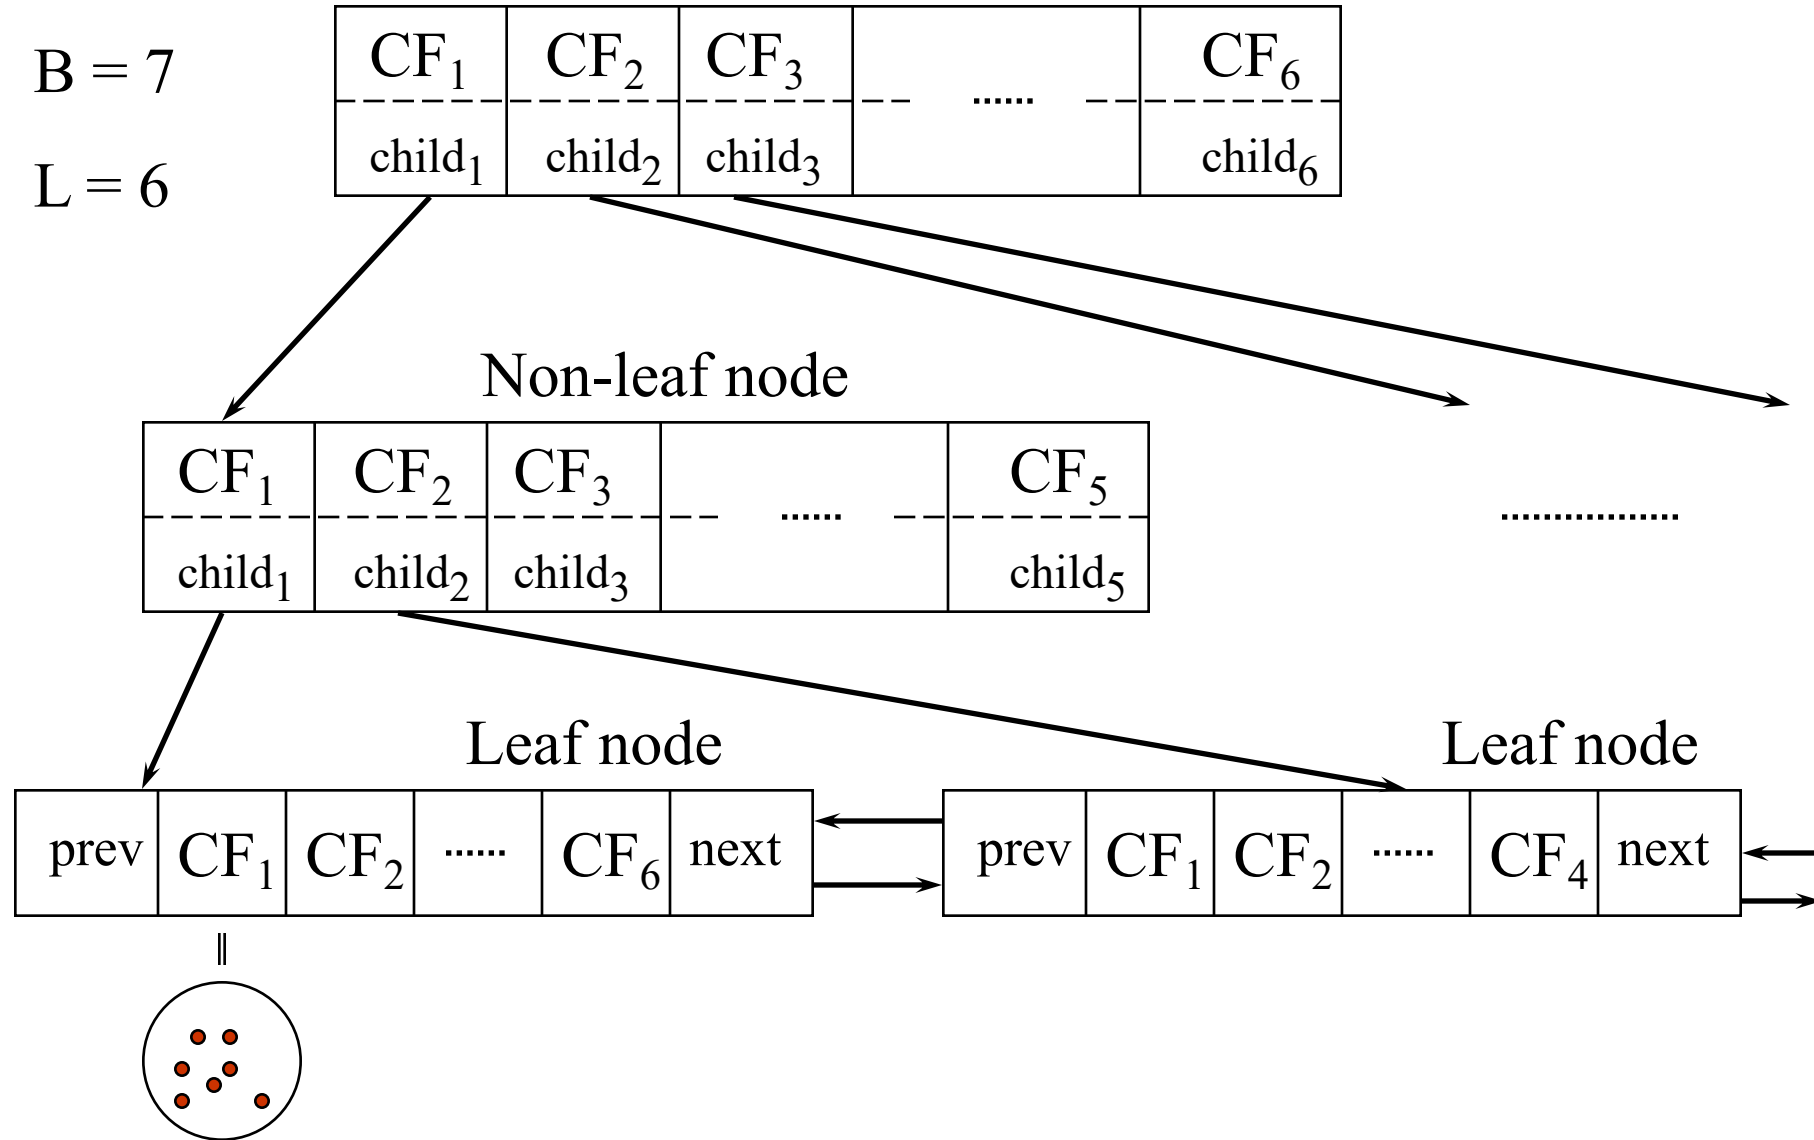 B = 7
L = 6
CF₁ CF₂ CF₃ ...... CF₆
child₁ child₂ child₃ child₆
Non-leaf node
CF₁ CF₂ CF₃ ...... CF₅
child₁ child₂ child₃ child₅
Leaf node Leaf node
prev CF₁ CF₂ ...... CF₆ next prev CF₁ CF₂ ...... CF₄ next